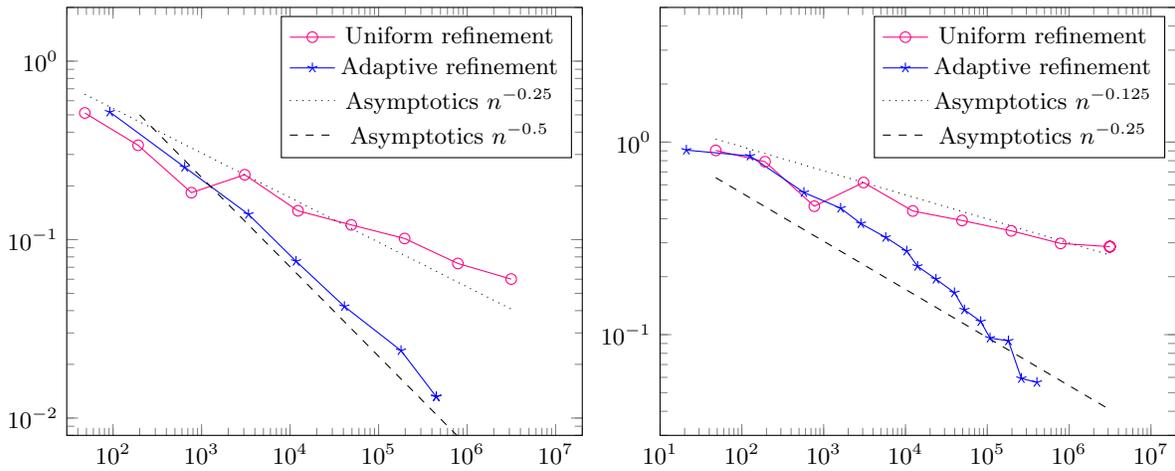 10^0
10^{-1}
10^{-2}
10^2
10^3
10^4
10^5
10^6
10^7
Uniform refinement
Adaptive refinement
Asymptotics n^{-0.25}
Asymptotics n^{-0.5}
10^0
10^{-1}
10^1
10^2
10^3
10^4
10^5
10^6
10^7
Uniform refinement
Adaptive refinement
Asymptotics n^{-0.125}
Asymptotics n^{-0.25}